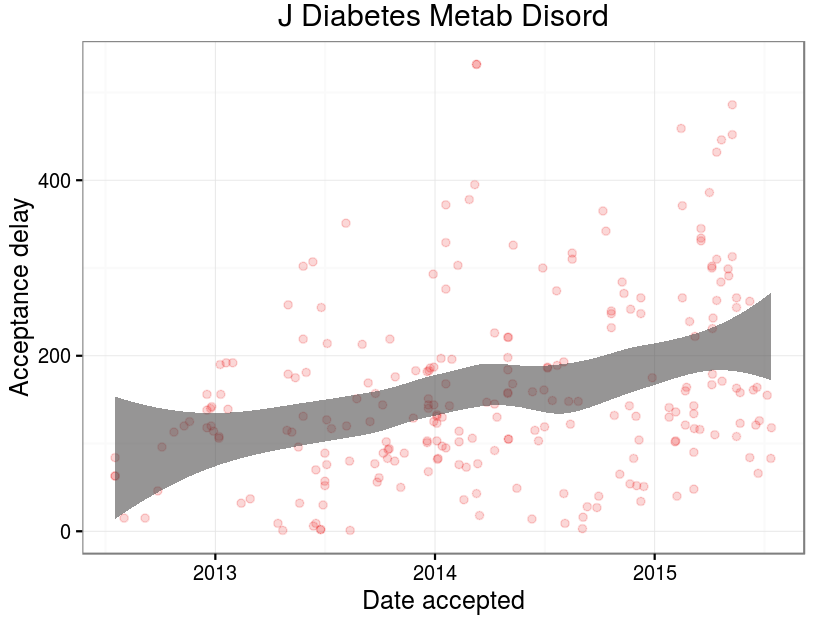 J Diabetes Metab Disord
Acceptance delay
400
200
0
2013 2014 2015
Date accepted